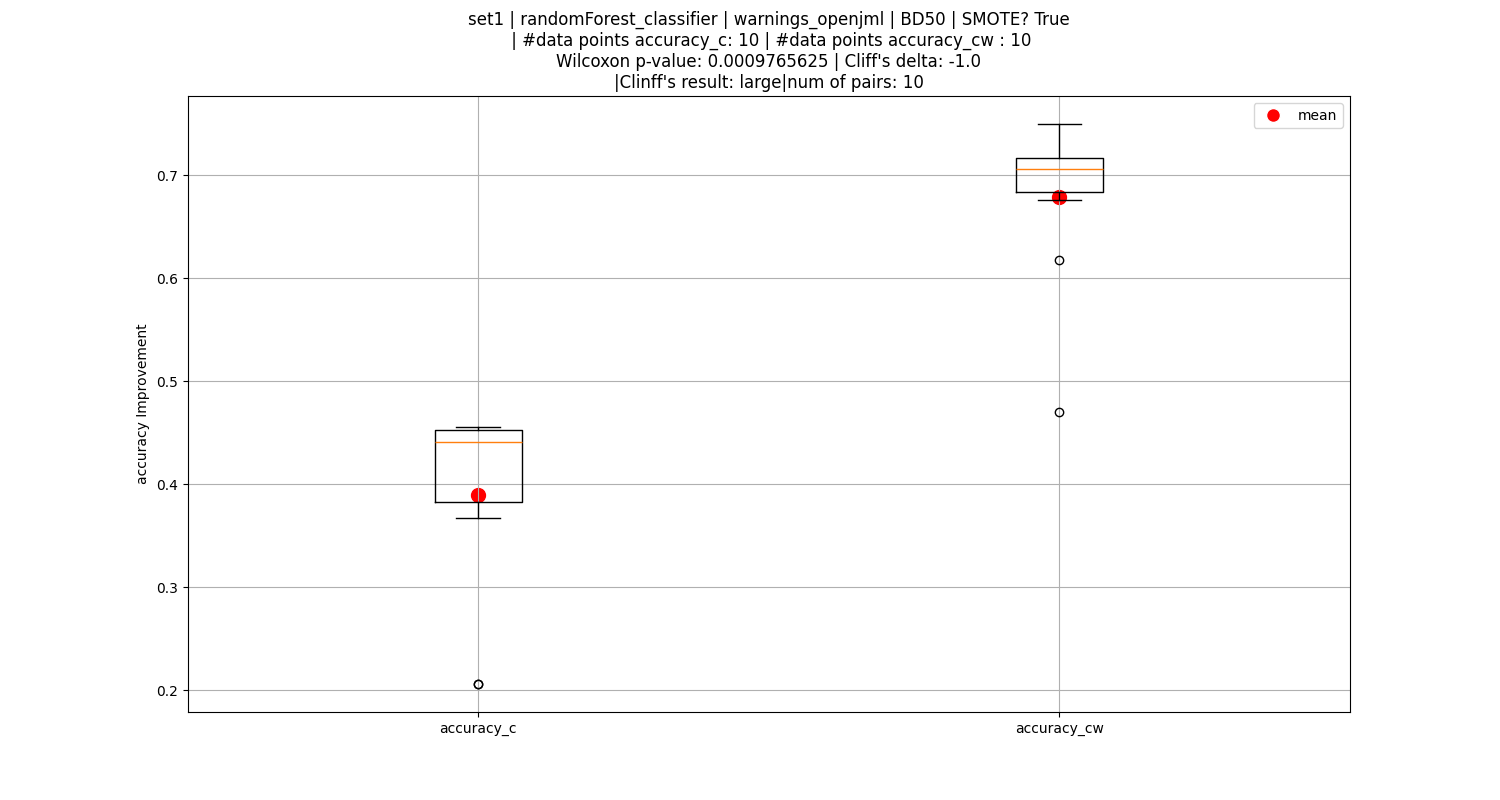 set1 | randomForest_classifier | warnings_openjml | BD50 | SMOTE? True
| #data points accuracy_c: 10 | #data points accuracy_cw : 10
Wilcoxon p-value: 0.0009765625 | Cliff's delta: -1.0
|Clinff's result: large|num of pairs: 10
mean
0.7
0.6
0.5
0.4
0.3
0.2
accuracy Improvement
accuracy_c
accuracy_cw